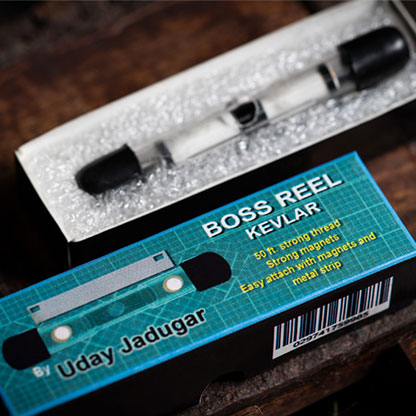 BOSS REEL
KEVLAR
50 ft. strong thread
Strong magnets
Easy attach with magnets and
metal strip
By Uday Jadugar
029741759965